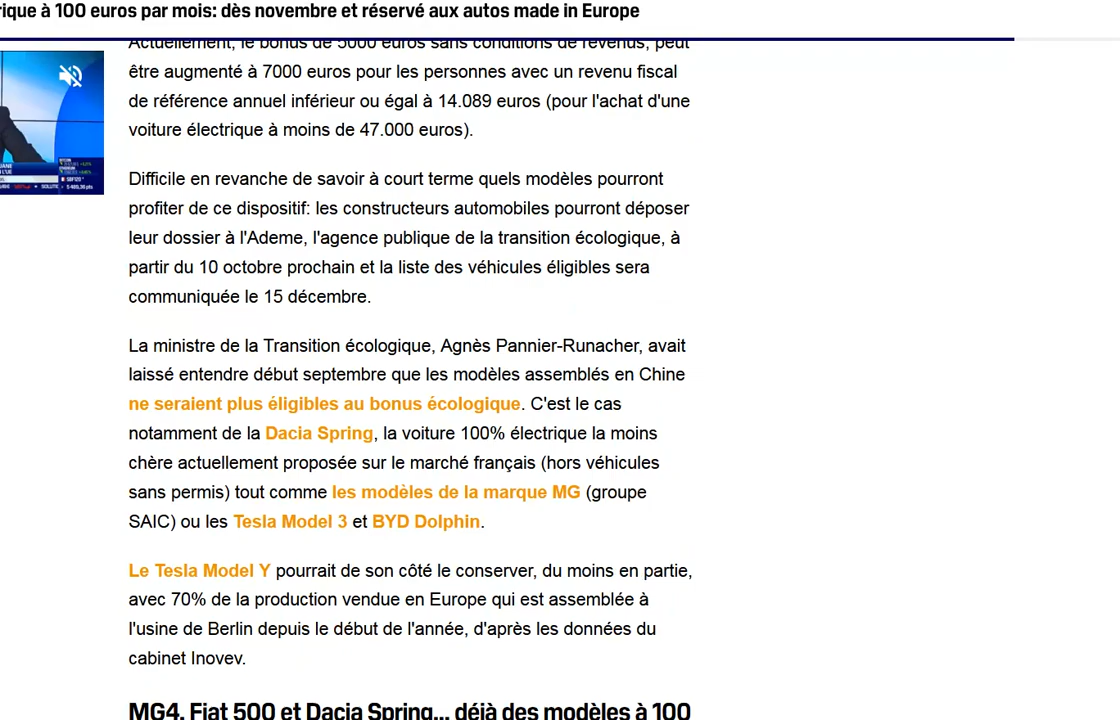 rique à 100 euros par mois: dès novembre et réservé aux autos made in Europe
Actuellement, le bonus de 5000 euros sans conditions de revenus, peut
être augmenté à 7000 euros pour les personnes avec un revenu fiscal
de référence annuel inférieur ou égal à 14.089 euros (pour l'achat d'une
voiture électrique à moins de 47.000 euros).
Difficile en revanche de savoir à court terme quels modèles pourront
profiter de ce dispositif: les constructeurs automobiles pourront déposer
leur dossier à l'Ademe, l'agence publique de la transition écologique, à
partir du 10 octobre prochain et la liste des véhicules éligibles sera
communiquée le 15 décembre.
La ministre de la Transition écologique, Agnès Pannier-Runacher, avait
laissé entendre début septembre que les modèles assemblés en Chine
ne seraient plus éligibles au bonus écologique. C'est le cas
notamment de la Dacia Spring, la voiture 100% électrique la moins
chère actuellement proposée sur le marché français (hors véhicules
sans permis) tout comme les modèles de la marque MG (groupe
SAIC) ou les Tesla Model 3 et BYD Dolphin.
Le Tesla Model Y pourrait de son côté le conserver, du moins en partie,
avec 70% de la production vendue en Europe qui est assemblée à
l'usine de Berlin depuis le début de l'année, d'après les données du
cabinet Inovev.
MG4, Fiat 500 et Dacia Spring... déjà des modèles à 100